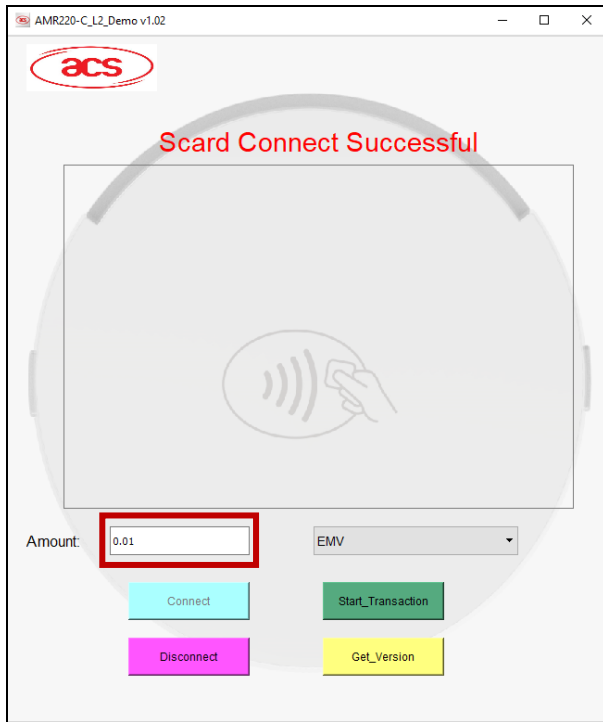 AMR220-C_L2_Demo v1.02
acs
Scard Connect Successful
Amount:
0.01
EMV
Connect
Start_Transaction
Disconnect
Get_Version